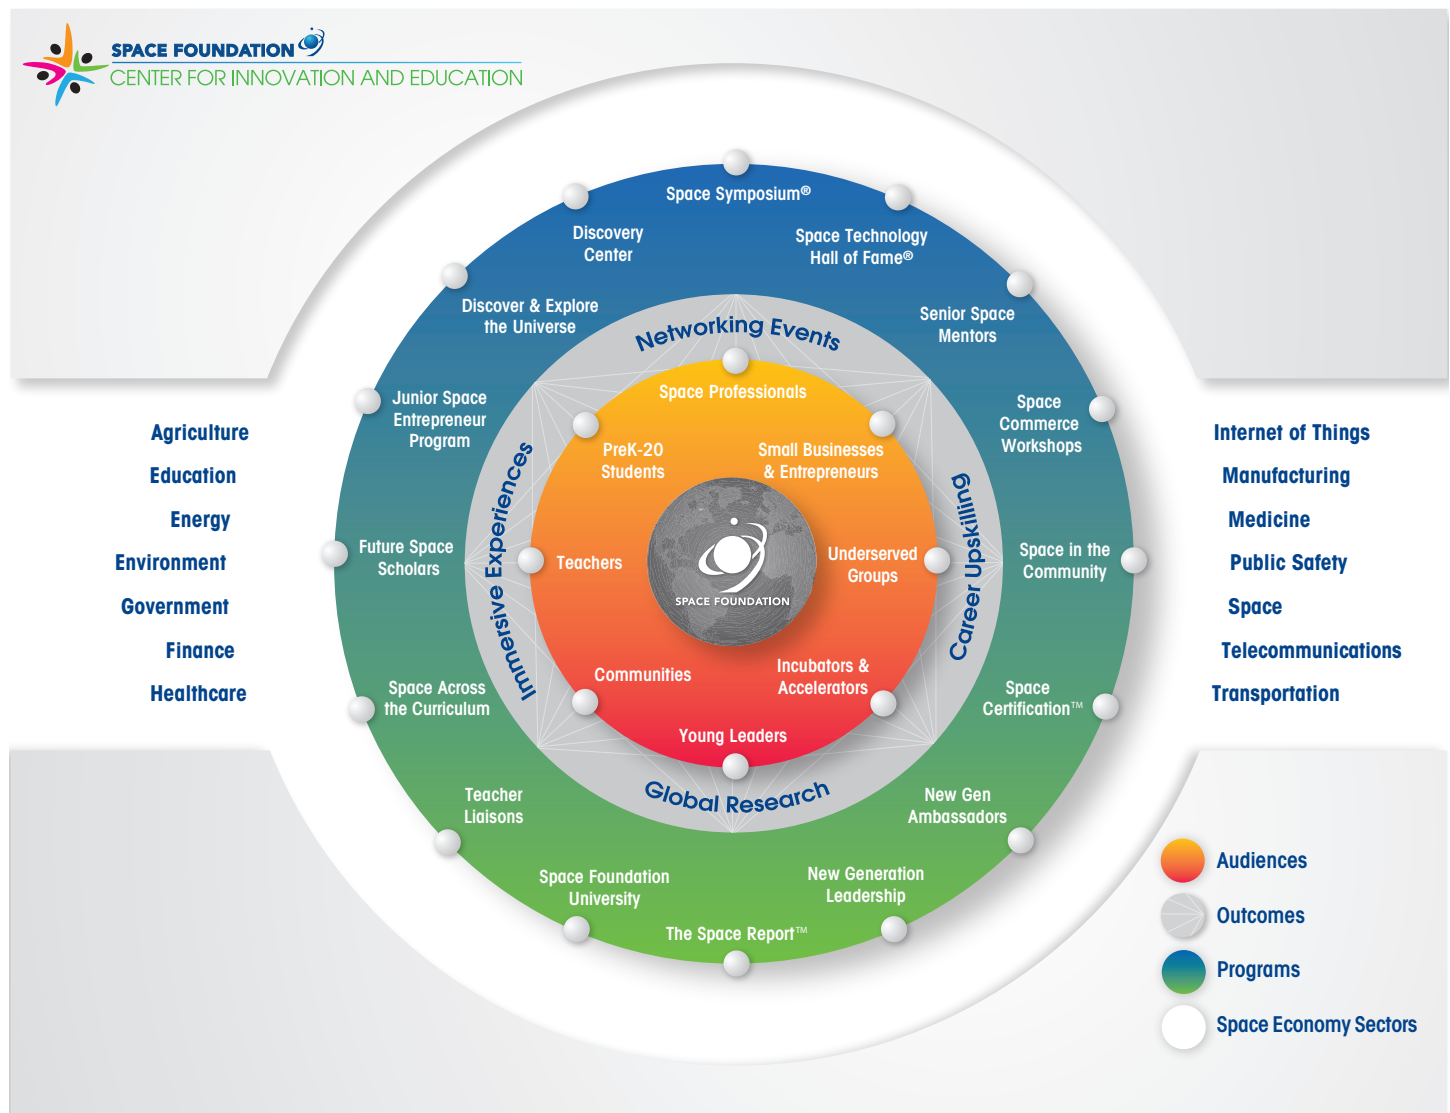 SPACE FOUNDATION
CENTER FOR INNOVATION AND EDUCATION
Space Symposium®
Discovery
Center
Space Technology
Hall of Fame®
Discover & Explore
the Universe
Senior Space
Mentors
Junior Space
Entrepreneur
Program
Space
Commerce
Workshops
Future Space
Scholars
Space in the
Community
Space Across
the Curriculum
Space
Certification™
Teacher
Liaisons
New Gen
Ambassadors
Space Foundation
University
New Generation
Leadership
The Space Report™
Networking Events
Immersive Experiences
Career Upskilling
Global Research
Space Professionals
PreK-20
Students
Small Businesses
& Entrepreneurs
Teachers
Underserved
Groups
Communities
Incubators &
Accelerators
Young Leaders
SPACE FOUNDATION
Agriculture
Education
Energy
Environment
Government
Finance
Healthcare
Internet of Things
Manufacturing
Medicine
Public Safety
Space
Telecommunications
Transportation
Audiences
Outcomes
Programs
Space Economy Sectors